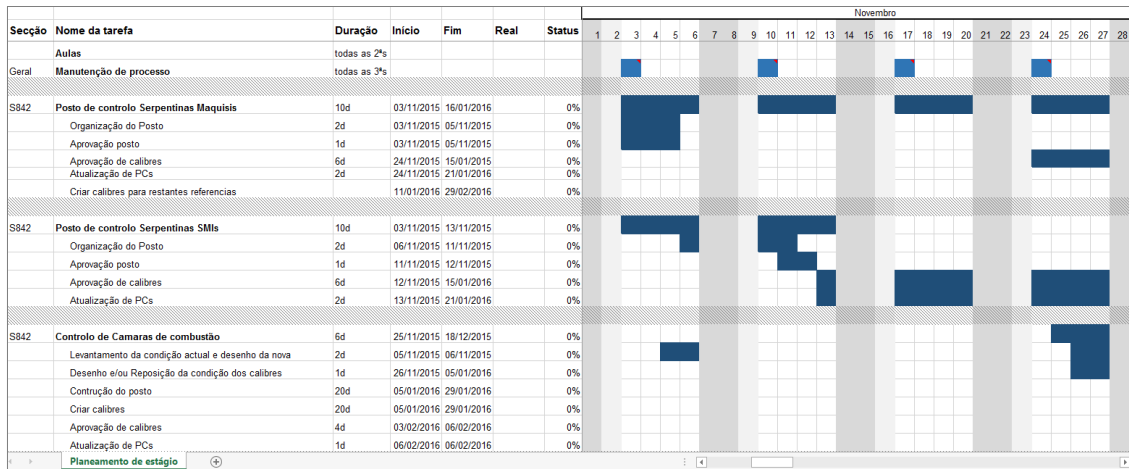 Novembro
Secção Nome da tarefa Duração Início Fim Real Status 1 2 3 4 5 6 7 8 9 10 11 12 13 14 15 16 17 18 19 20 21 22 23 24 25 26 27 28
Aulas todas as 2ªs
Geral Manutenção de processo todas as 3ªs
S842 Posto de controlo Serpentinas Maquisis 10d 03/11/2015 16/01/2016 0%
Organização do Posto 2d 03/11/2015 05/11/2015 0%
Aprovação posto 1d 03/11/2015 05/11/2015 0%
Aprovação de calibres 6d 24/11/2015 15/01/2015 0%
Atualização de PCs 2d 24/11/2015 21/01/2016 0%
Criar calibres para restantes referencias 11/01/2016 29/02/2016 0%
S842 Posto de controlo Serpentinas SMIs 10d 03/11/2015 13/11/2015 0%
Organização do Posto 2d 06/11/2015 11/11/2015 0%
Aprovação posto 1d 11/11/2015 12/11/2015 0%
Aprovação de calibres 6d 12/11/2015 15/01/2016 0%
Atualização de PCs 2d 13/11/2015 21/01/2016 0%
S842 Controlo de Camaras de combustão 6d 25/11/2015 18/12/2015 0%
Levantamento da condição actual e desenho da nova 2d 05/11/2015 06/11/2015 0%
Desenho e/ou Reposição da condição dos calibres 1d 26/11/2015 05/01/2016 0%
Contrução do posto 20d 05/01/2016 29/01/2016 0%
Criar calibres 20d 05/01/2016 29/01/2016 0%
Aprovação de calibres 4d 03/02/2016 06/02/2016 0%
Atualização de PCs 1d 06/02/2016 06/02/2016 0%
Planeamento de estágio